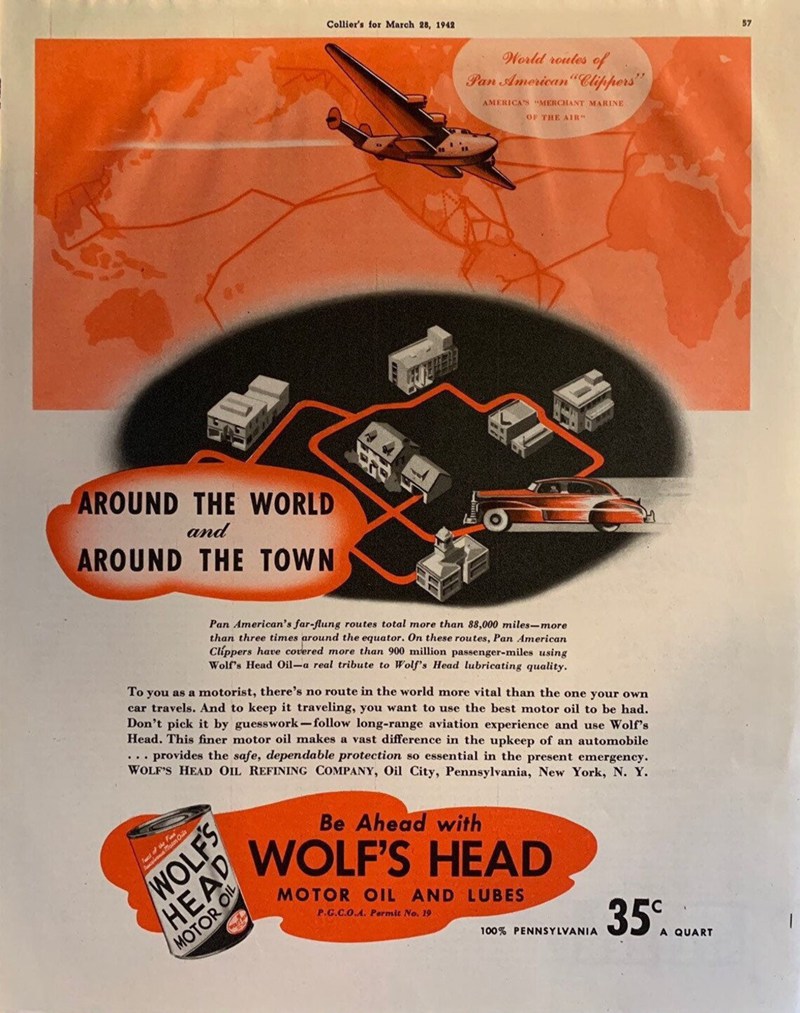 Collier's for March 28, 1942
57
World routes of
Pan American "Clippers"
AMERICA'S "MERCHANT MARINE
OF THE AIR"
AROUND THE WORLD
and
AROUND THE TOWN
Pan American's far-flung routes total more than 88,000 miles—more
than three times around the equator. On these routes, Pan American
Clippers have covered more than 900 million passenger-miles using
Wolf's Head Oil—a real tribute to Wolf's Head lubricating quality.
To you as a motorist, there's no route in the world more vital than the one your own
car travels. And to keep it traveling, you want to use the best motor oil to be had.
Don't pick it by guesswork—follow long-range aviation experience and use Wolf's
Head. This finer motor oil makes a vast difference in the upkeep of an automobile
. . . provides the safe, dependable protection so essential in the present emergency.
WOLF'S HEAD OIL REFINING COMPANY, Oil City, Pennsylvania, New York, N. Y.
WOLF'S
HEAD
MOTOR OIL
Be Ahead with
WOLF'S HEAD
MOTOR OIL AND LUBES
P.G.C.O.A. Permit No. 19
100% PENNSYLVANIA 35c A QUART